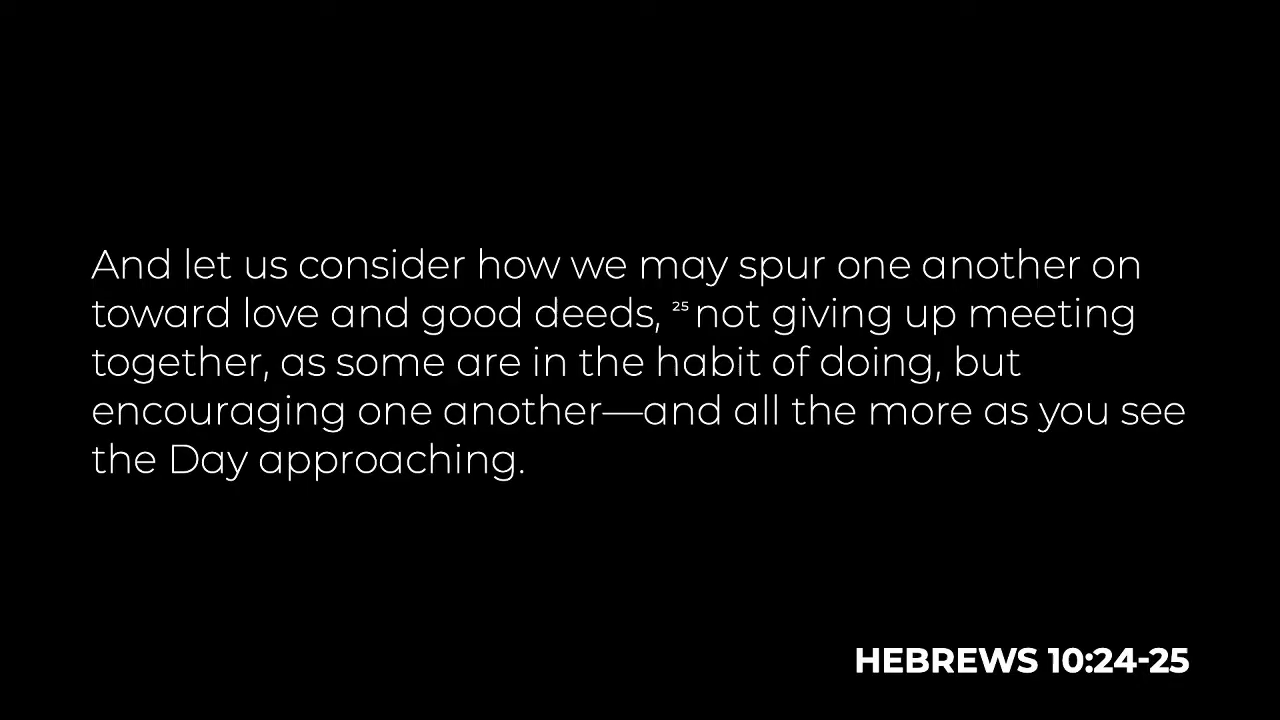 And let us consider how we may spur one another on
toward love and good deeds, ²⁵ not giving up meeting
together, as some are in the habit of doing, but
encouraging one another—and all the more as you see
the Day approaching.
HEBREWS 10:24-25